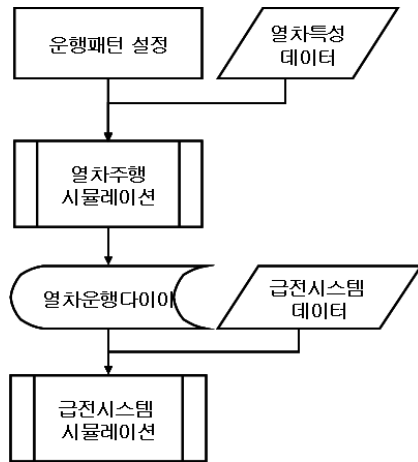 운행패턴 설정
열차특성
데이터
열차주행
시뮬레이션
열차운행다이아
급전시스템
데이터
급전시스템
시뮬레이션